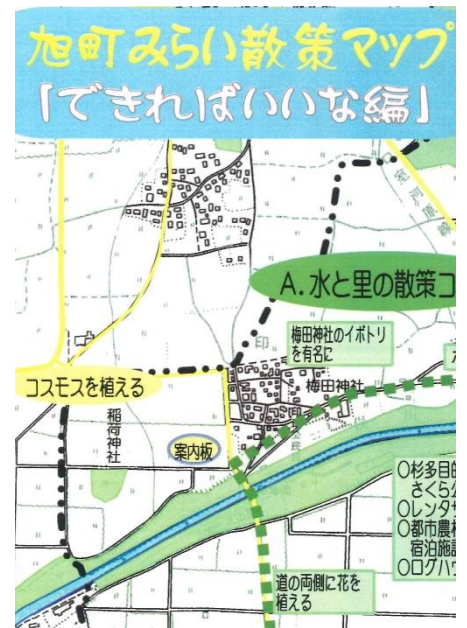 旭町みらい散策マップ
「できればいいな編」
A. 水と里の散策コ
梅田神社のイボトリ
を有名に
印
梅田神社
コスモスを植える
稲荷神社
案内板
○杉多目的
さくら公
○レンタサ
○都市農村
宿泊施設
○ログハウ
道の両側に花を
植える